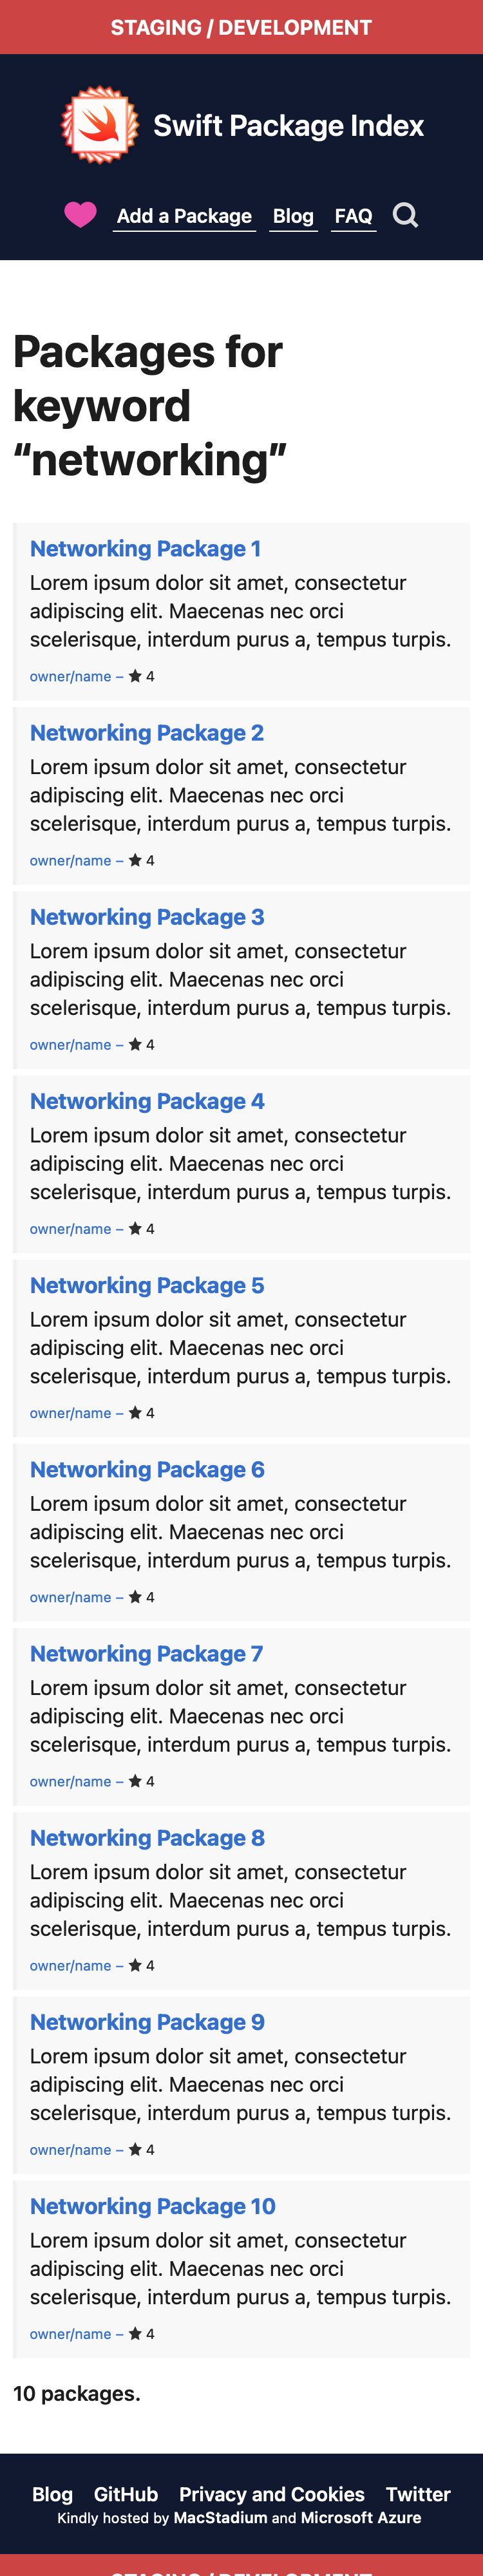 STAGING / DEVELOPMENT
Swift Package Index
Add a Package Blog FAQ
Packages for
keyword
“networking”
Networking Package 1
Lorem ipsum dolor sit amet, consectetur
adipiscing elit. Maecenas nec orci
scelerisque, interdum purus a, tempus turpis.
owner/name – ★ 4
Networking Package 2
Lorem ipsum dolor sit amet, consectetur
adipiscing elit. Maecenas nec orci
scelerisque, interdum purus a, tempus turpis.
owner/name – ★ 4
Networking Package 3
Lorem ipsum dolor sit amet, consectetur
adipiscing elit. Maecenas nec orci
scelerisque, interdum purus a, tempus turpis.
owner/name – ★ 4
Networking Package 4
Lorem ipsum dolor sit amet, consectetur
adipiscing elit. Maecenas nec orci
scelerisque, interdum purus a, tempus turpis.
owner/name – ★ 4
Networking Package 5
Lorem ipsum dolor sit amet, consectetur
adipiscing elit. Maecenas nec orci
scelerisque, interdum purus a, tempus turpis.
owner/name – ★ 4
Networking Package 6
Lorem ipsum dolor sit amet, consectetur
adipiscing elit. Maecenas nec orci
scelerisque, interdum purus a, tempus turpis.
owner/name – ★ 4
Networking Package 7
Lorem ipsum dolor sit amet, consectetur
adipiscing elit. Maecenas nec orci
scelerisque, interdum purus a, tempus turpis.
owner/name – ★ 4
Networking Package 8
Lorem ipsum dolor sit amet, consectetur
adipiscing elit. Maecenas nec orci
scelerisque, interdum purus a, tempus turpis.
owner/name – ★ 4
Networking Package 9
Lorem ipsum dolor sit amet, consectetur
adipiscing elit. Maecenas nec orci
scelerisque, interdum purus a, tempus turpis.
owner/name – ★ 4
Networking Package 10
Lorem ipsum dolor sit amet, consectetur
adipiscing elit. Maecenas nec orci
scelerisque, interdum purus a, tempus turpis.
owner/name – ★ 4
10 packages.
Blog GitHub Privacy and Cookies Twitter
Kindly hosted by MacStadium and Microsoft Azure
STAGING / DEVELOPMENT